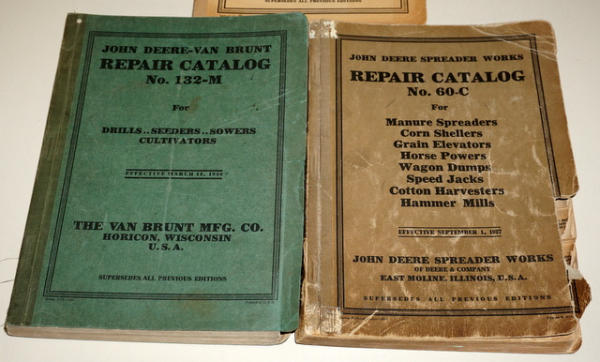 SUPERSEDES ALL PREVIOUS EDITIONS
JOHN DEERE-VAN BRUNT
REPAIR CATALOG
No. 132-M
For
DRILLS..SEEDERS..SOWERS
CULTIVATORS
EFFECTIVE MARCH
THE VAN BRUNT MFG. CO.
HORICON, WISCONSIN
U.S.A.
SUPERSEDES ALL PREVIOUS EDITIONS
JOHN DEERE SPREADER WORKS
REPAIR CATALOG
No. 60-C
For
Manure Spreaders
Corn Shellers
Grain Elevators
Horse Powers
Wagon Dumps
Speed Jacks
Cotton Harvesters
Hammer Mills
EFFECTIVE SEPTEMBER 1, 1937
JOHN DEERE SPREADER WORKS
OF DEERE & COMPANY
EAST MOLINE, ILLINOIS, U.S.A.
SUPERSEDES ALL PREVIOUS EDITIONS